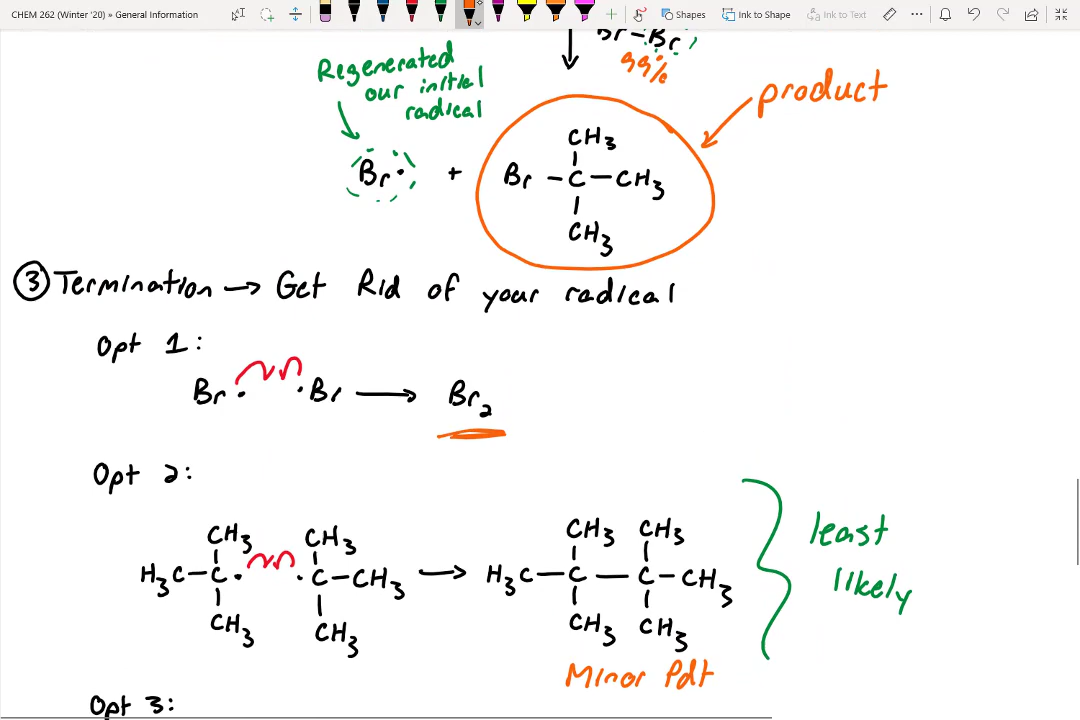 CHEM 262 (Winter '20) » General Information
Shapes
Ink to Shape
Ink to Text
Br-Br
99%
Regenerated
our initial
radical
product
Br· + Br-C-CH3
CH3
CH3
③ Termination → Get Rid of your radical
Opt 1:
Br· ·Br → Br2
Opt 2:
CH3 CH3 CH3 CH3
H3C-C· ·C-CH3 → H3C-C-C-CH3
CH3 CH3 CH3 CH3
least
likely
Minor Pdt
Opt 3: